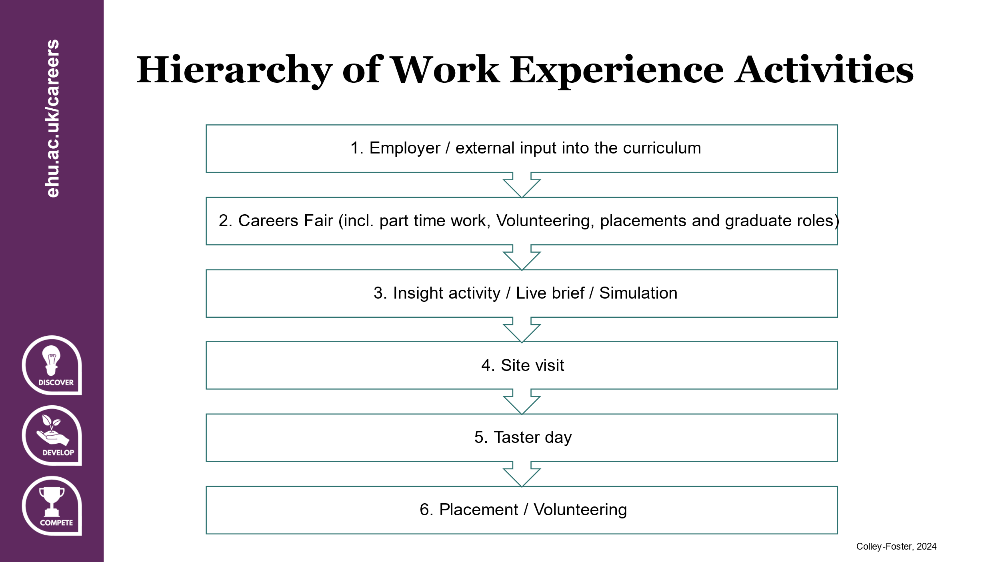 ehu.ac.uk/careers
Hierarchy of Work Experience Activities
1. Employer / external input into the curriculum
2. Careers Fair (incl. part time work, Volunteering, placements and graduate roles)
3. Insight activity / Live brief / Simulation
4. Site visit
5. Taster day
6. Placement / Volunteering
DISCOVER
DEVELOP
COMPETE
Colley-Foster, 2024